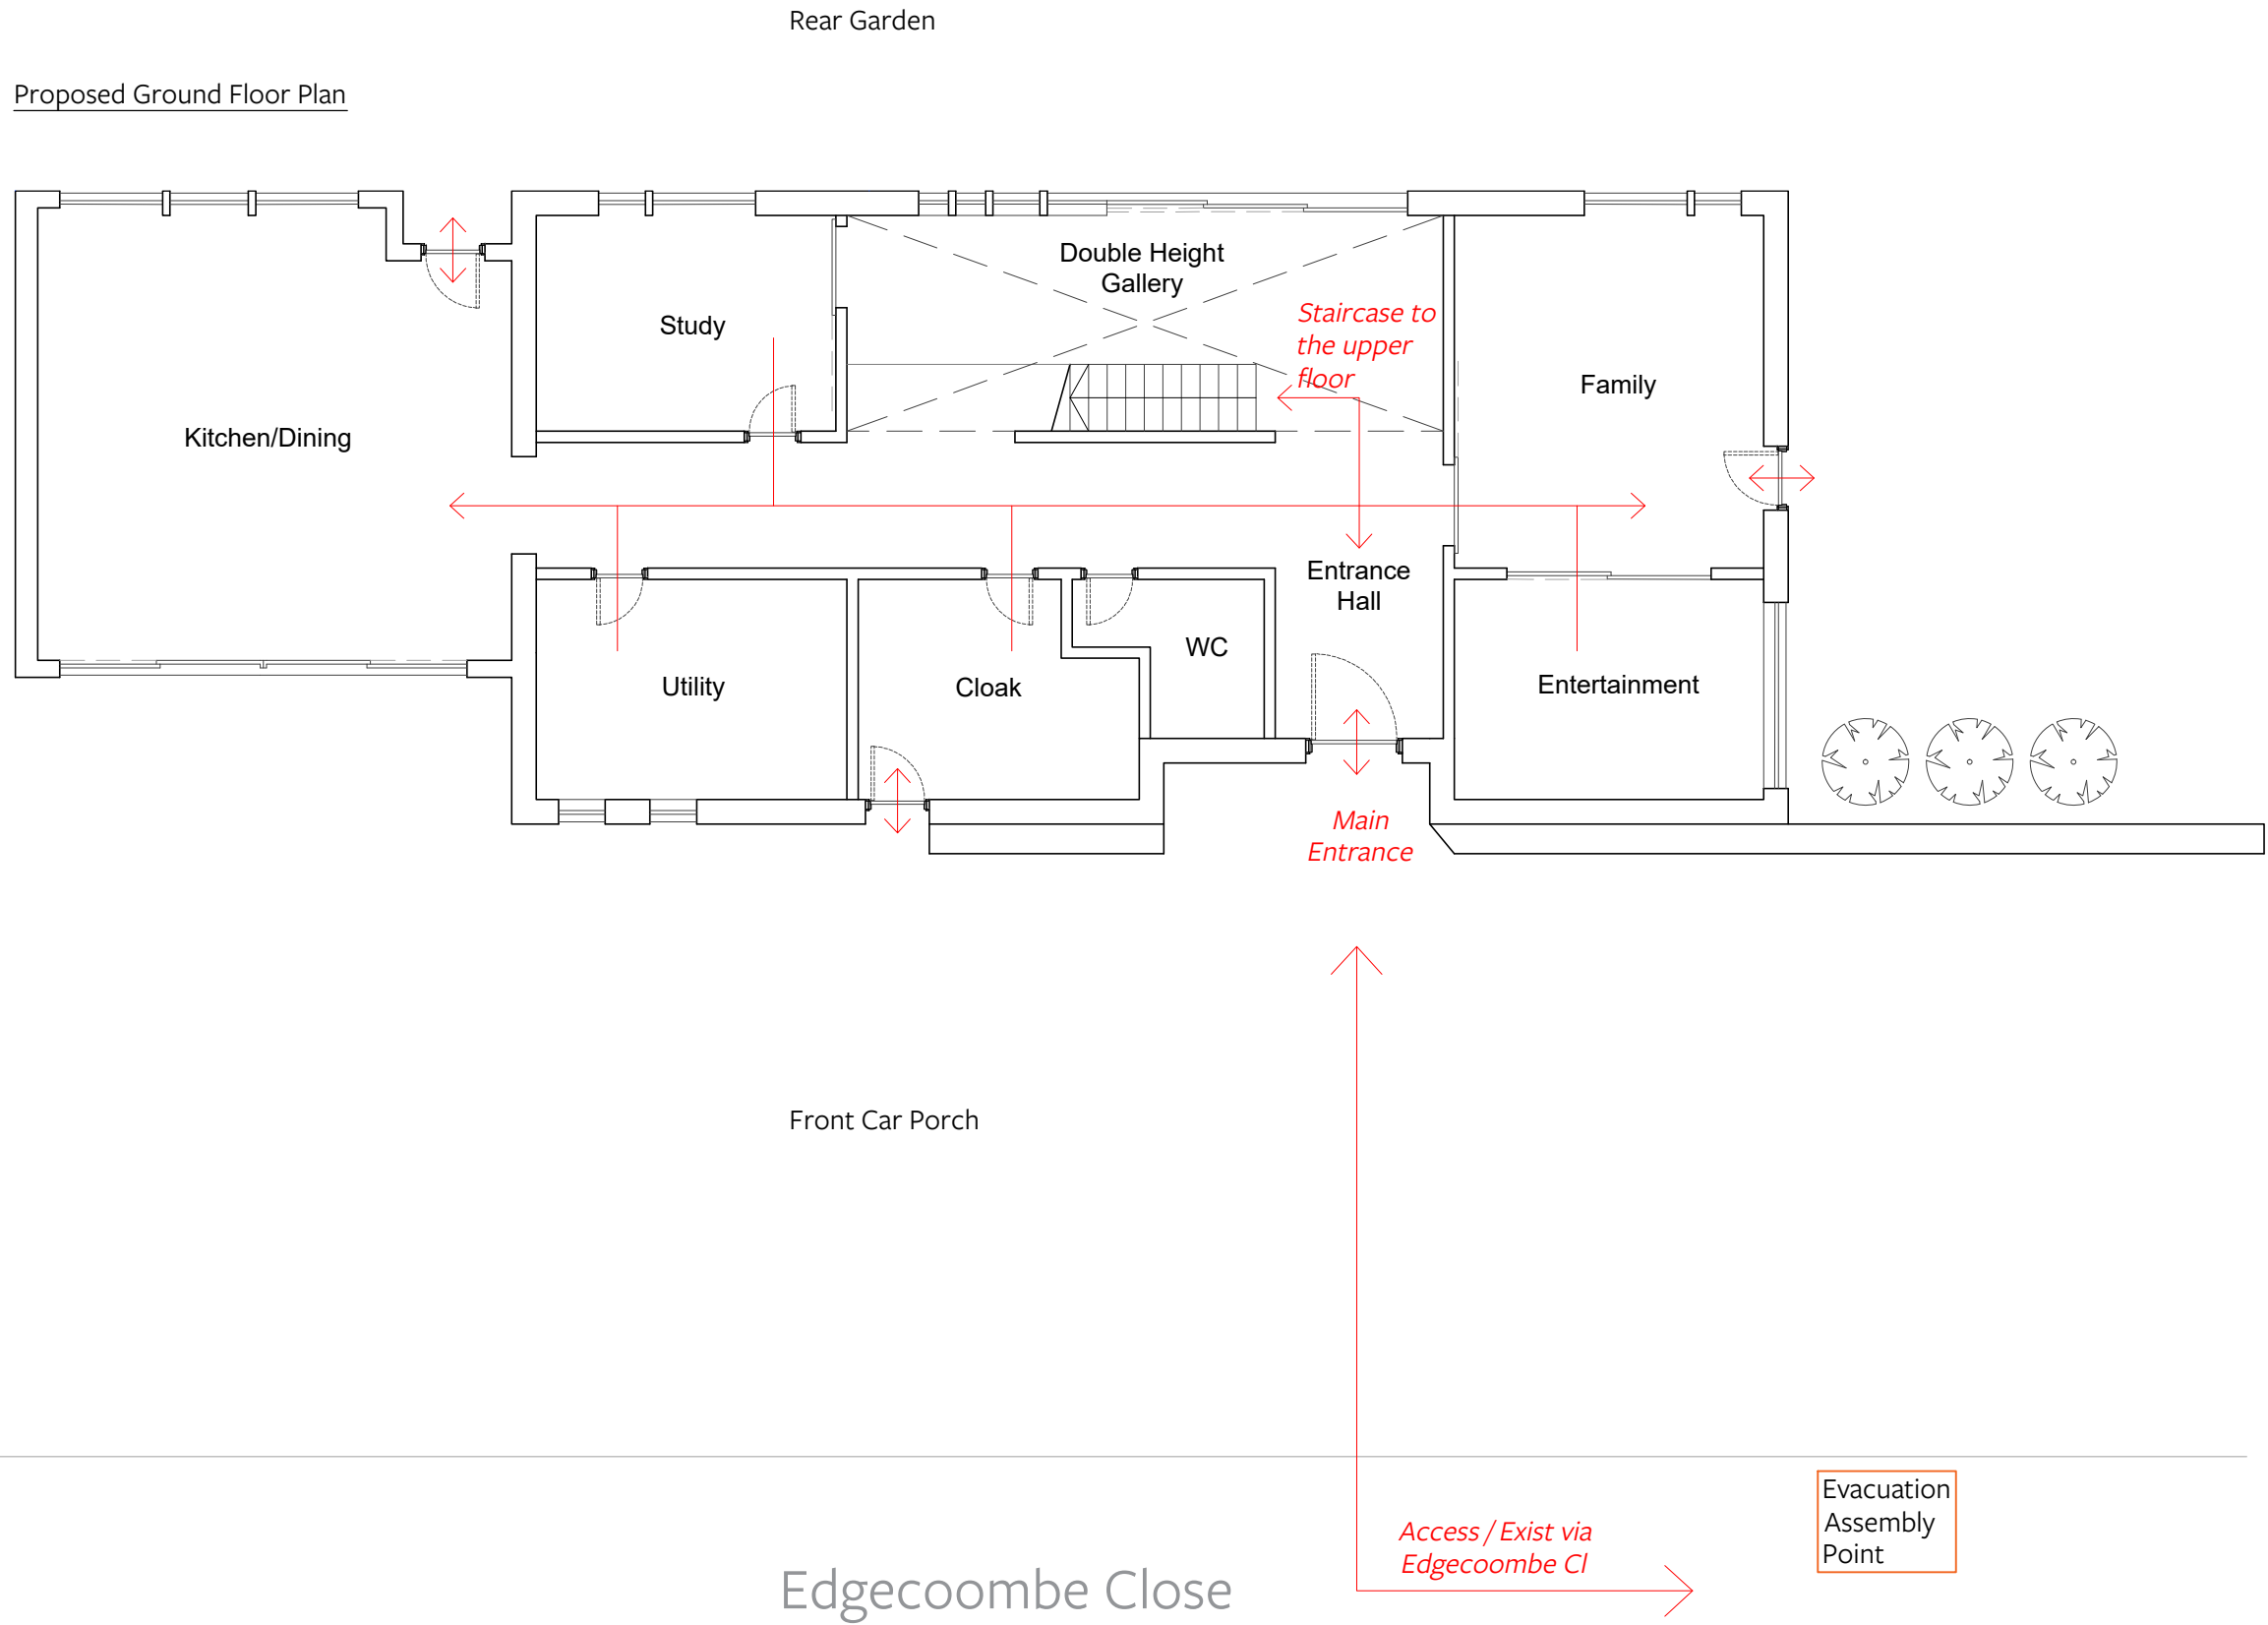 Rear Garden
Proposed Ground Floor Plan
Double Height
Gallery
Study
Staircase to
the upper
floor
Family
Kitchen/Dining
Entrance
Hall
WC
Utility
Cloak
Entertainment
Main
Entrance
Front Car Porch
Evacuation
Assembly
Point
Access / Exist via
Edgecoombe Cl
Edgecoombe Close